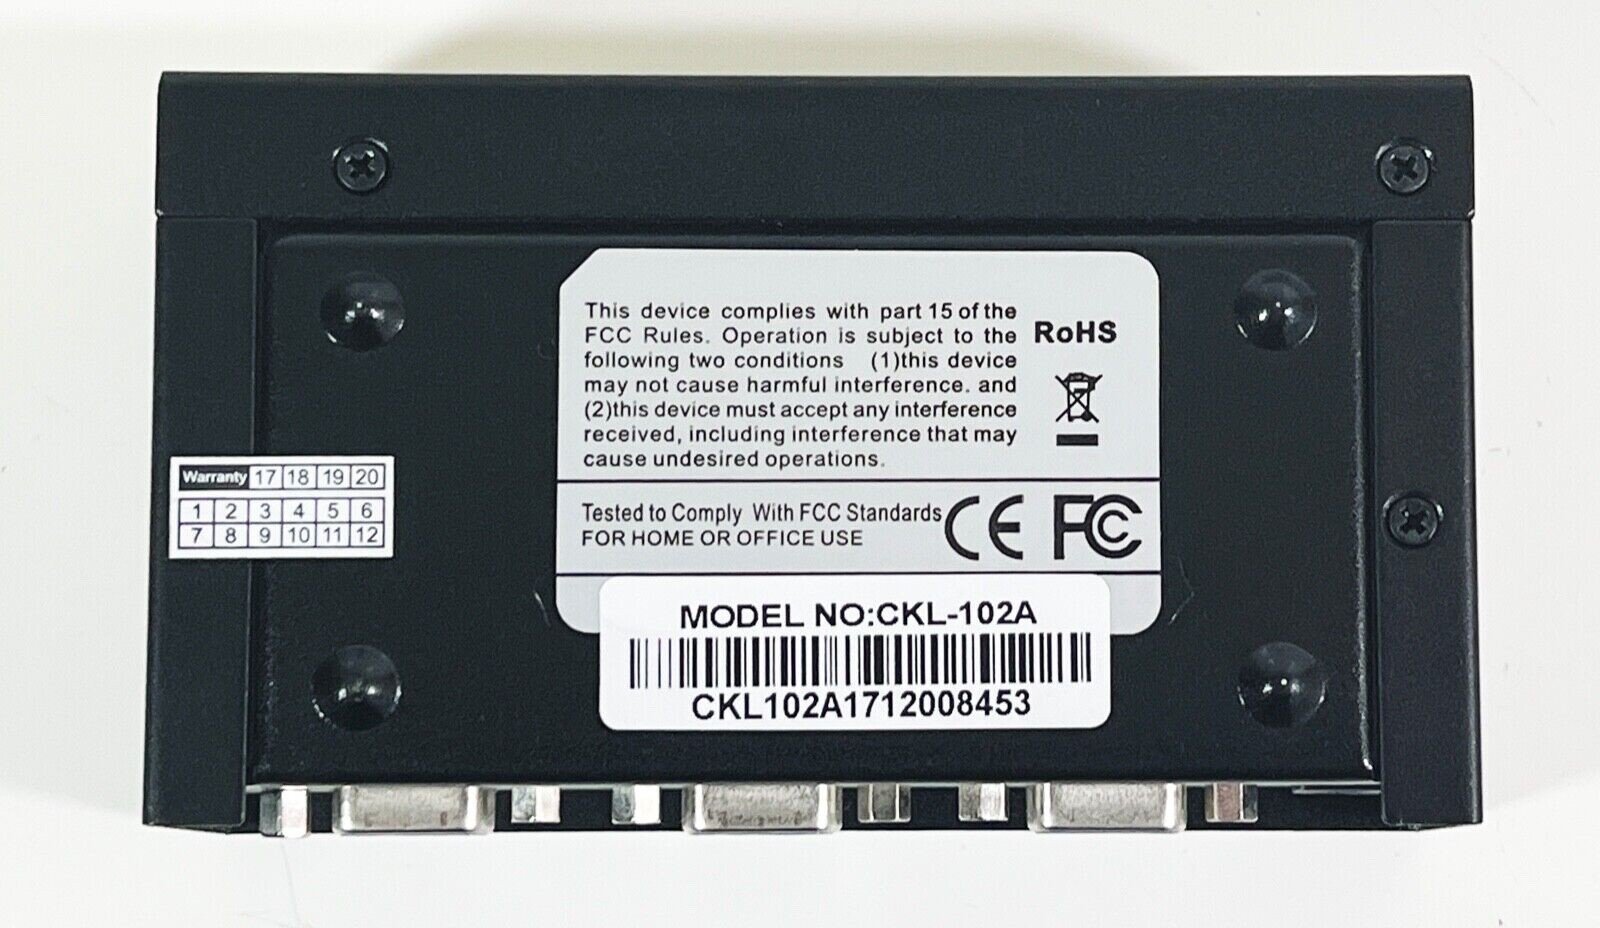 This device complies with part 15 of the
FCC Rules. Operation is subject to the
following two conditions (1)this device
may not cause harmful interference. and
(2)this device must accept any interference
received, including interference that may
cause undesired operations.
RoHS
Warranty 17 18 19 20
1 2 3 4 5 6
7 8 9 10 11 12
Tested to Comply With FCC Standards
FOR HOME OR OFFICE USE
CE FC
MODEL NO:CKL-102A
CKL102A1712008453